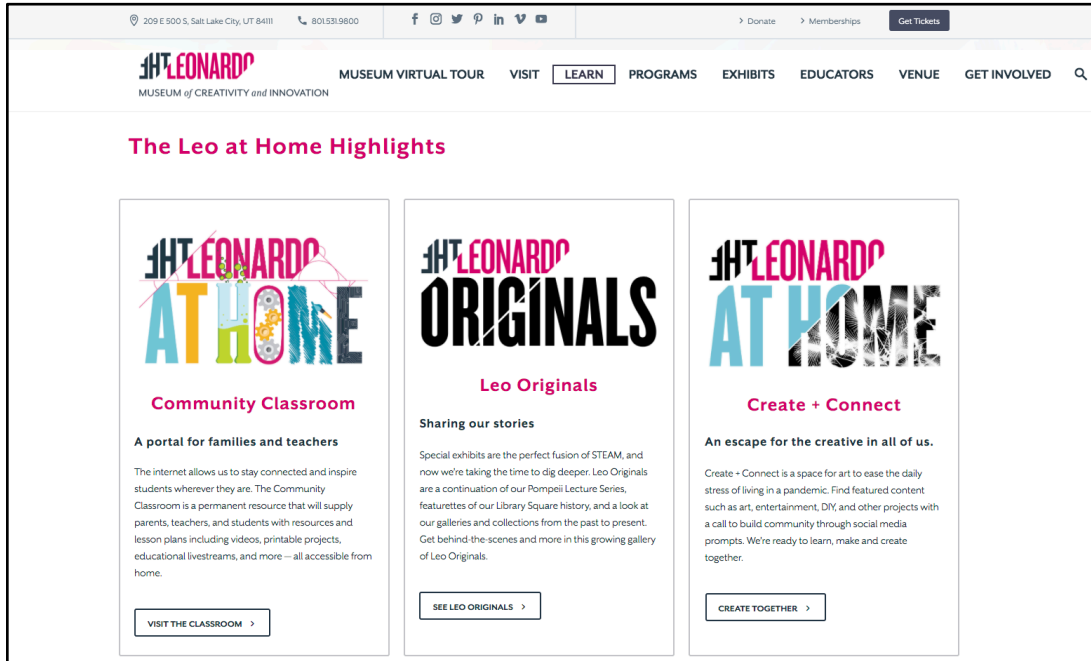 209 E 500 S, Salt Lake City, UT 84111
801.531.9800
> Donate
> Memberships
Get Tickets
THE LEONARDO
MUSEUM of CREATIVITY and INNOVATION
MUSEUM VIRTUAL TOUR
VISIT
LEARN
PROGRAMS
EXHIBITS
EDUCATORS
VENUE
GET INVOLVED
The Leo at Home Highlights
THE LEONARDO
AT HOME
Community Classroom
A portal for families and teachers
The internet allows us to stay connected and inspire
students wherever they are. The Community
Classroom is a permanent resource that will supply
parents, teachers, and students with resources and
lesson plans including videos, printable projects,
educational livestreams, and more — all accessible from
home.
VISIT THE CLASSROOM >
THE LEONARDO
ORIGINALS
Leo Originals
Sharing our stories
Special exhibits are the perfect fusion of STEAM, and
now we're taking the time to dig deeper. Leo Originals
are a continuation of our Pompeii Lecture Series,
featurettes of our Library Square history, and a look at
our galleries and collections from the past to present.
Get behind-the-scenes and more in this growing gallery
of Leo Originals.
SEE LEO ORIGINALS >
THE LEONARDO
AT HOME
Create + Connect
An escape for the creative in all of us.
Create + Connect is a space for art to ease the daily
stress of living in a pandemic. Find featured content
such as art, entertainment, DIY, and other projects with
a call to build community through social media
prompts. We're ready to learn, make and create
together.
CREATE TOGETHER >